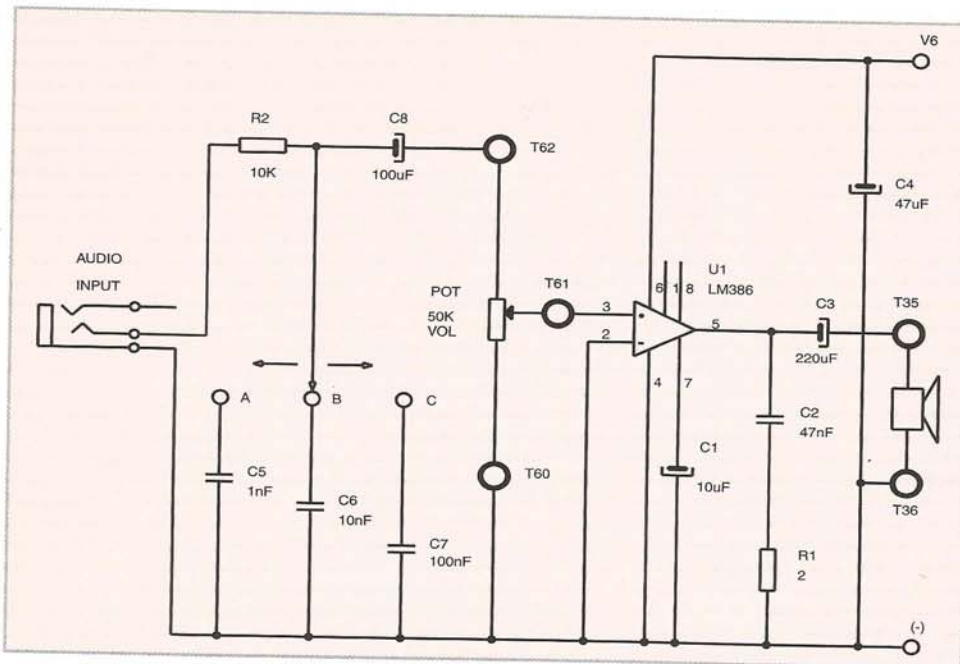 V6
R2
10K
C8
100uF
T62
C4
47uF
AUDIO
INPUT
POT
50K
VOL
T61
3
2
6
1
8
U1
LM386
5
4
7
C3
220uF
T35
A
B
C
C5
1nF
C6
10nF
C7
100nF
T60
C1
10uF
C2
47nF
T36
R1
2
(-)